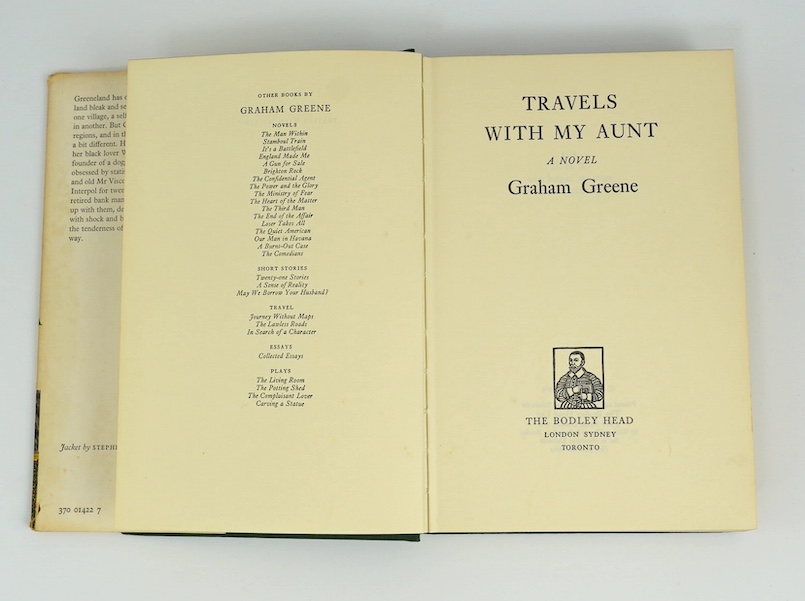 Greeneland has
land bleak and
one village, a
in another. But
regions, and in
a bit different.
her black lover
founder of a dog
obsessed by
and old Mr
Interpol for
retired bank
up with them,
with shock and
the tenderness of
way.
Jacket by
370 01422 7
OTHER BOOKS BY
GRAHAM GREENE
NOVELS
The Man Within
Stamboul Train
It's a Battlefield
England Made Me
A Gun for Sale
Brighton Rock
The Confidential Agent
The Power and the Glory
The Ministry of Fear
The Heart of the Matter
The Third Man
The End of the Affair
Loser Takes All
The Quiet American
Our Man in Havana
A Burnt-Out Case
The Comedians
SHORT STORIES
Twenty-one Stories
A Sense of Reality
May We Borrow Your Husband?
TRAVEL
Journey Without Maps
The Lawless Roads
In Search of a Character
ESSAYS
Collected Essays
PLAYS
The Living Room
The Potting Shed
The Complaisant Lover
Carving a Statue
TRAVELS
WITH MY AUNT
A NOVEL
Graham Greene
THE BODLEY HEAD
LONDON SYDNEY
TORONTO